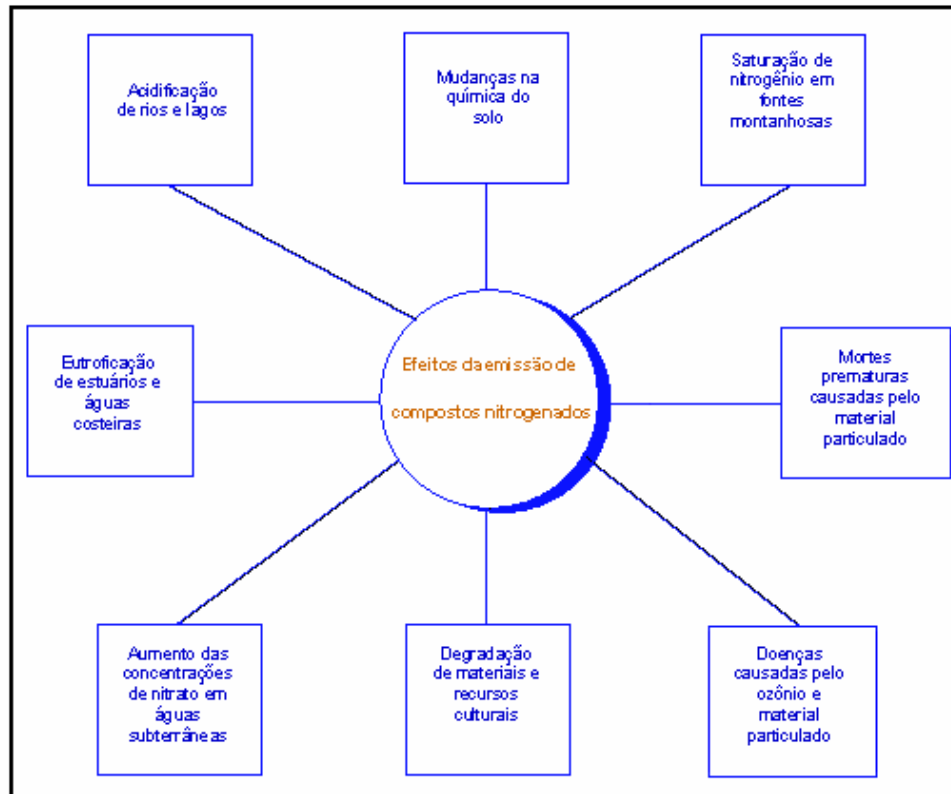 Acidificação
de rios e lagos
Mudanças na
química do
solo
Saturação de
nitrogênio em
fontes
montanhosas
Eutroficação
de estuários e
águas
costeiras
Efeitos da emissão de
compostos nitrogenados
Mortes
prematuras
causadas pelo
material
particulado
Aumento das
concentrações
de nitrato em
águas
subterrâneas
Degradação
de materiais e
recursos
culturais
Doenças
causadas pelo
ozônio e
material
particulado